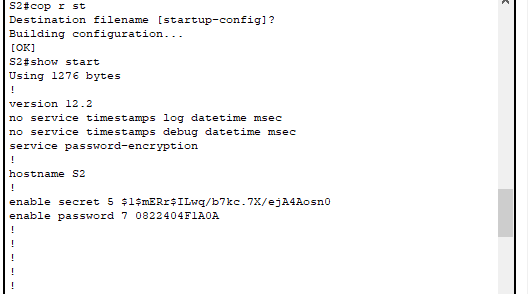 S2#cop r st
Destination filename [startup-config]?
Building configuration...
[OK]
S2#show start
Using 1276 bytes
!
version 12.2
no service timestamps log datetime msec
no service timestamps debug datetime msec
service password-encryption
!
hostname S2
!
enable secret 5 $1$mERr$ILwq/b7kc.7X/ejA4Aosn0
enable password 7 0822404F1A0A
!
!
!
!
!